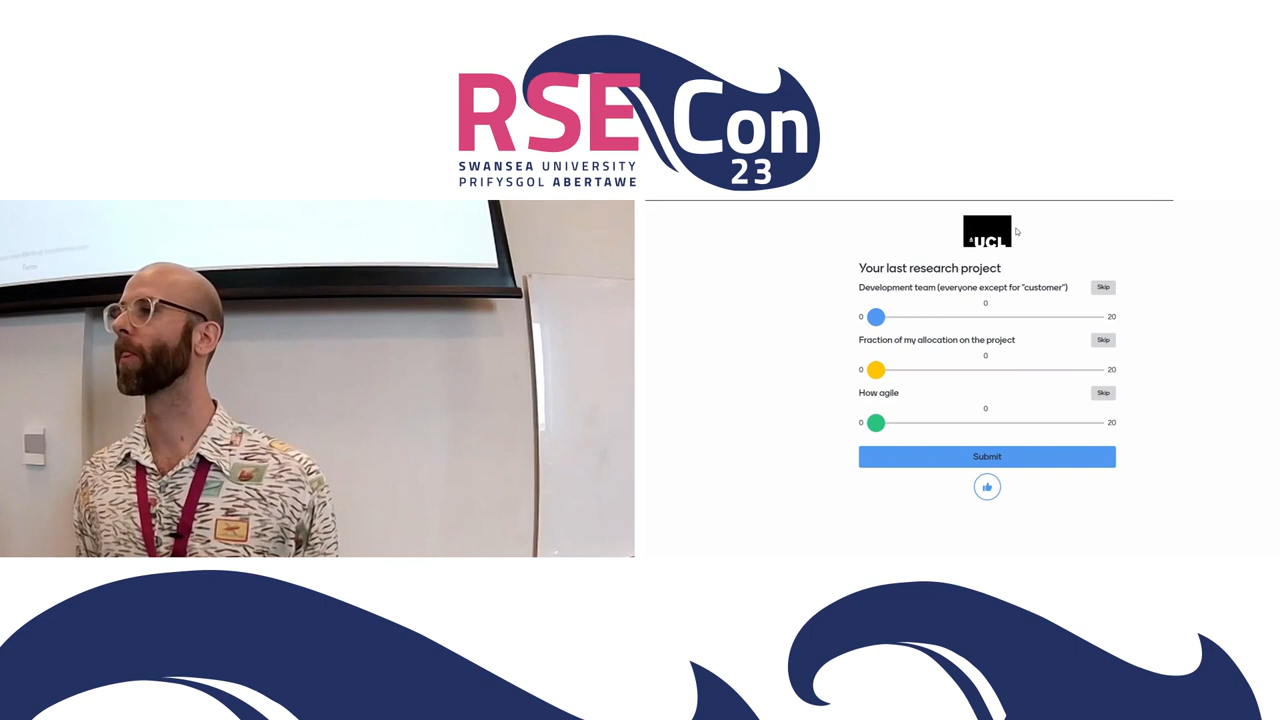 RSE Con
SWANSEA UNIVERSITY
PRIFYSGOL ABERTAWE
23
UCL
Your last research project
Development team (everyone except for "customer")
Skip
0
0
20
Fraction of my allocation on the project
Skip
0
0
20
How agile
Skip
0
0
20
Submit